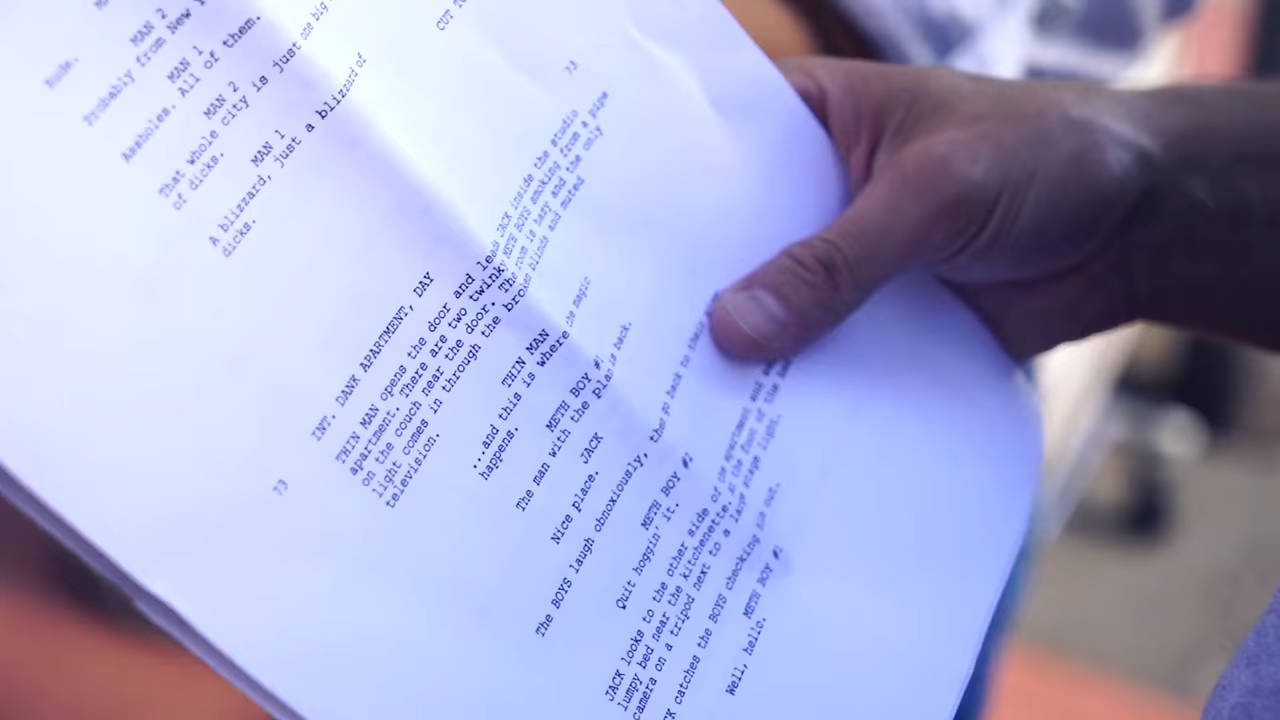 Rude.
MAN 2
Probably from New Y
MAN 1
Assholes. All of them.
MAN 2
That whole city is just one big
of dicks.
MAN 1
A blizzard, just a blizzard of
dicks.
CUT TO
73
INT. DANK APARTMENT, DAY
73
THIN MAN opens the door and leads JACK inside the studio
apartment. There are two twinky METH BOYS smoking from a pipe
on the couch near the door. The room is hazy and the only
light comes in through the broken blinds and muted
television.
THIN MAN
...and this is where the magic
happens.
METH BOY #1
The man with the plan is back.
JACK
Nice place.
The BOYS laugh obnoxiously, then go back to their
METH BOY #2
Quit hoggin' it.
JACK looks to the other side of the apartment and
lumpy bed near the kitchenette. At the foot of the
camera on a tripod next to a large stage light.
CK catches the BOYS checking him out.
METH BOY #1
Well, hello.